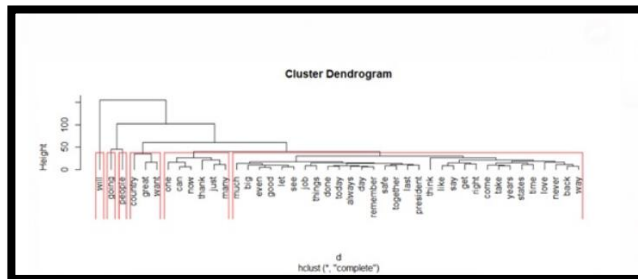 Cluster Dendrogram
Height
0 50 100
will
going
people
country
great
want
one
can
now
thank
just
many
much
big
even
good
let
see
job
things
done
today
always
day
remember
safe
together
last
president
think
like
say
get
right
come
take
years
states
time
love
never
back
way
d
hclust (*, "complete")